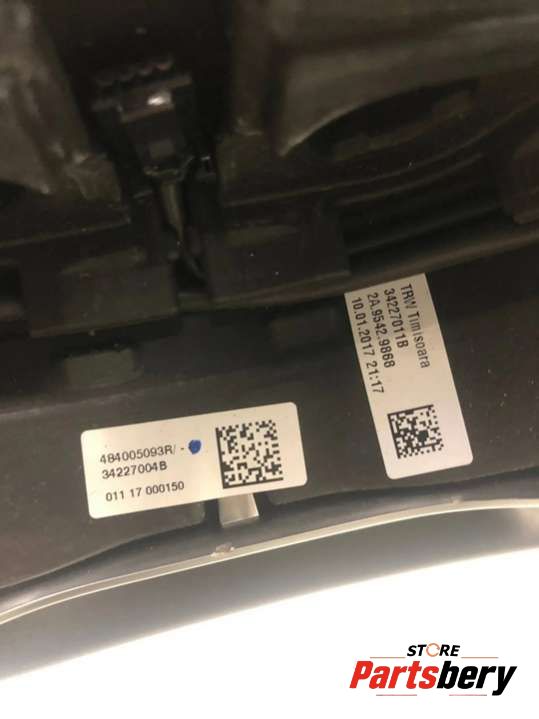 TRW Timisoara
34227011B
2A.9542.9868
10.01.2017 21:17
484005093R/-
34227004B
011 17 000150
STORE
Partsbery